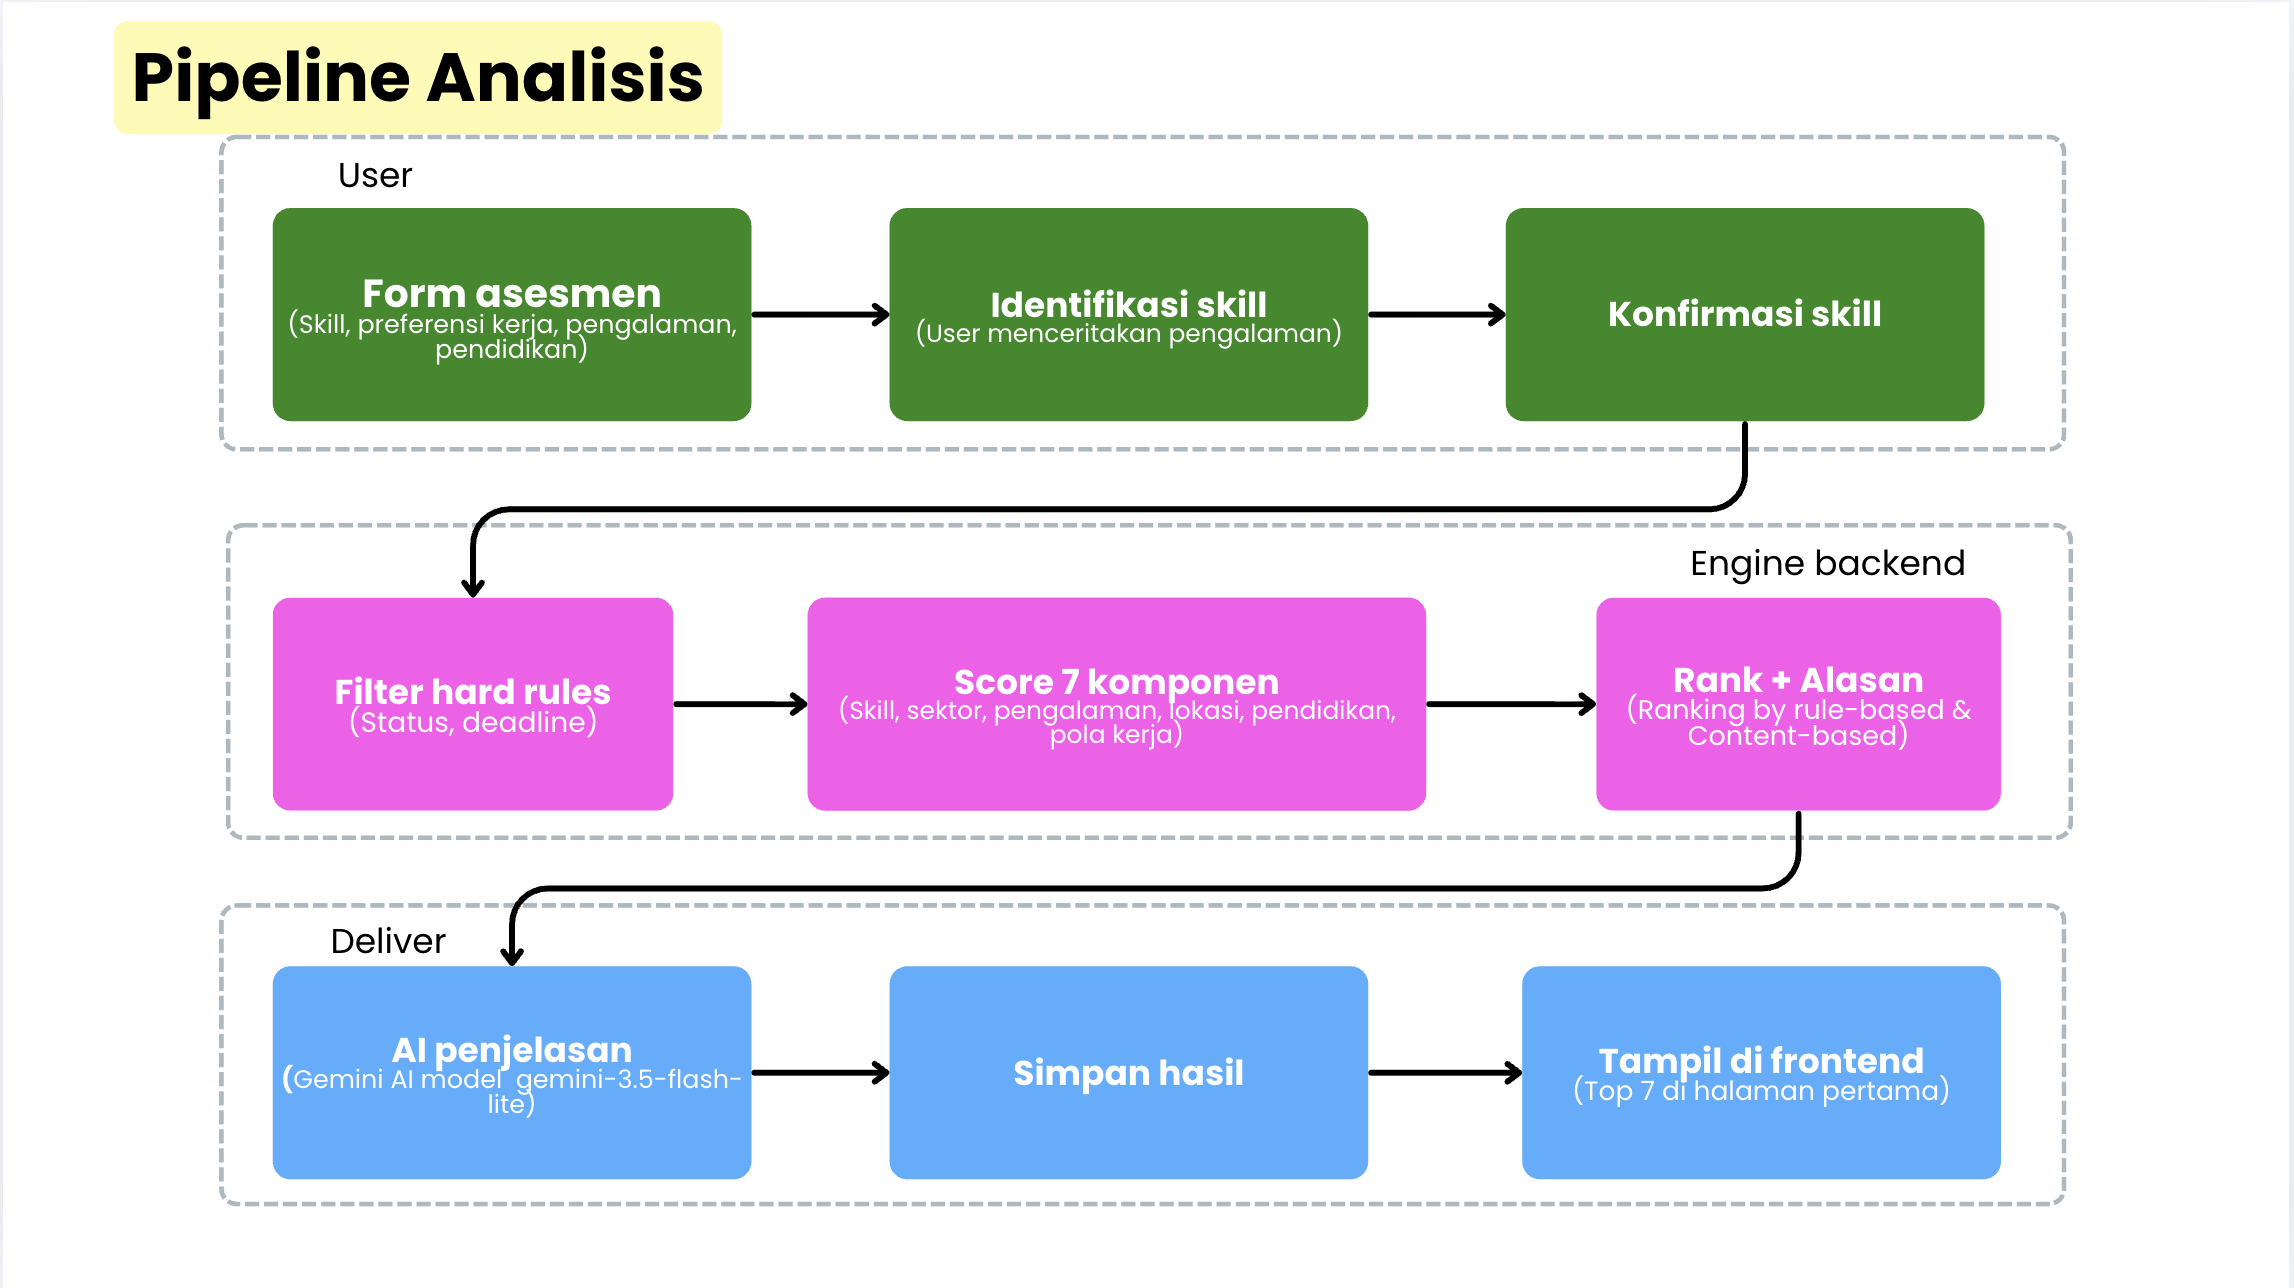 Pipeline Analisis
User
Form asesmen
(Skill, preferensi kerja, pengalaman,
pendidikan)
Identifikasi skill
(User menceritakan pengalaman)
Konfirmasi skill
Engine backend
Filter hard rules
(Status, deadline)
Score 7 komponen
(Skill, sektor, pengalaman, lokasi, pendidikan,
pola kerja)
Rank + Alasan
(Ranking by rule-based &
Content-based)
Deliver
AI penjelasan
(Gemini AI model  gemini-3.5-flash-
lite)
Simpan hasil
Tampil di frontend
(Top 7 di halaman pertama)